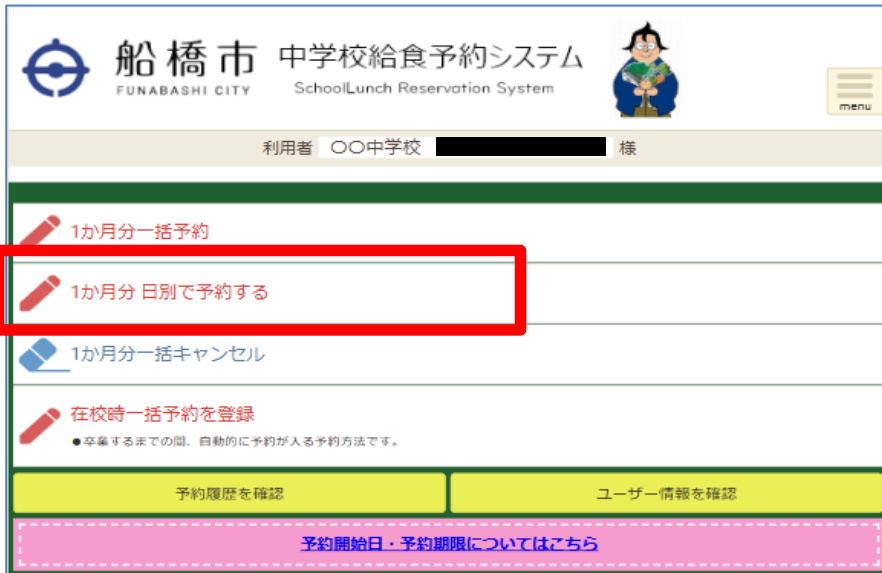 船橋市 中学校給食予約システム
FUNABASHI CITY SchoolLunch Reservation System
menu
利用者 〇〇中学校 様
1か月分一括予約
1か月分 日別で予約する
1か月分一括キャンセル
在校時一括予約を登録
●卒業するまでの間、自動的に予約が入る予約方法です。
予約履歴を確認 ユーザー情報を確認
予約開始日・予約期限についてはこちら